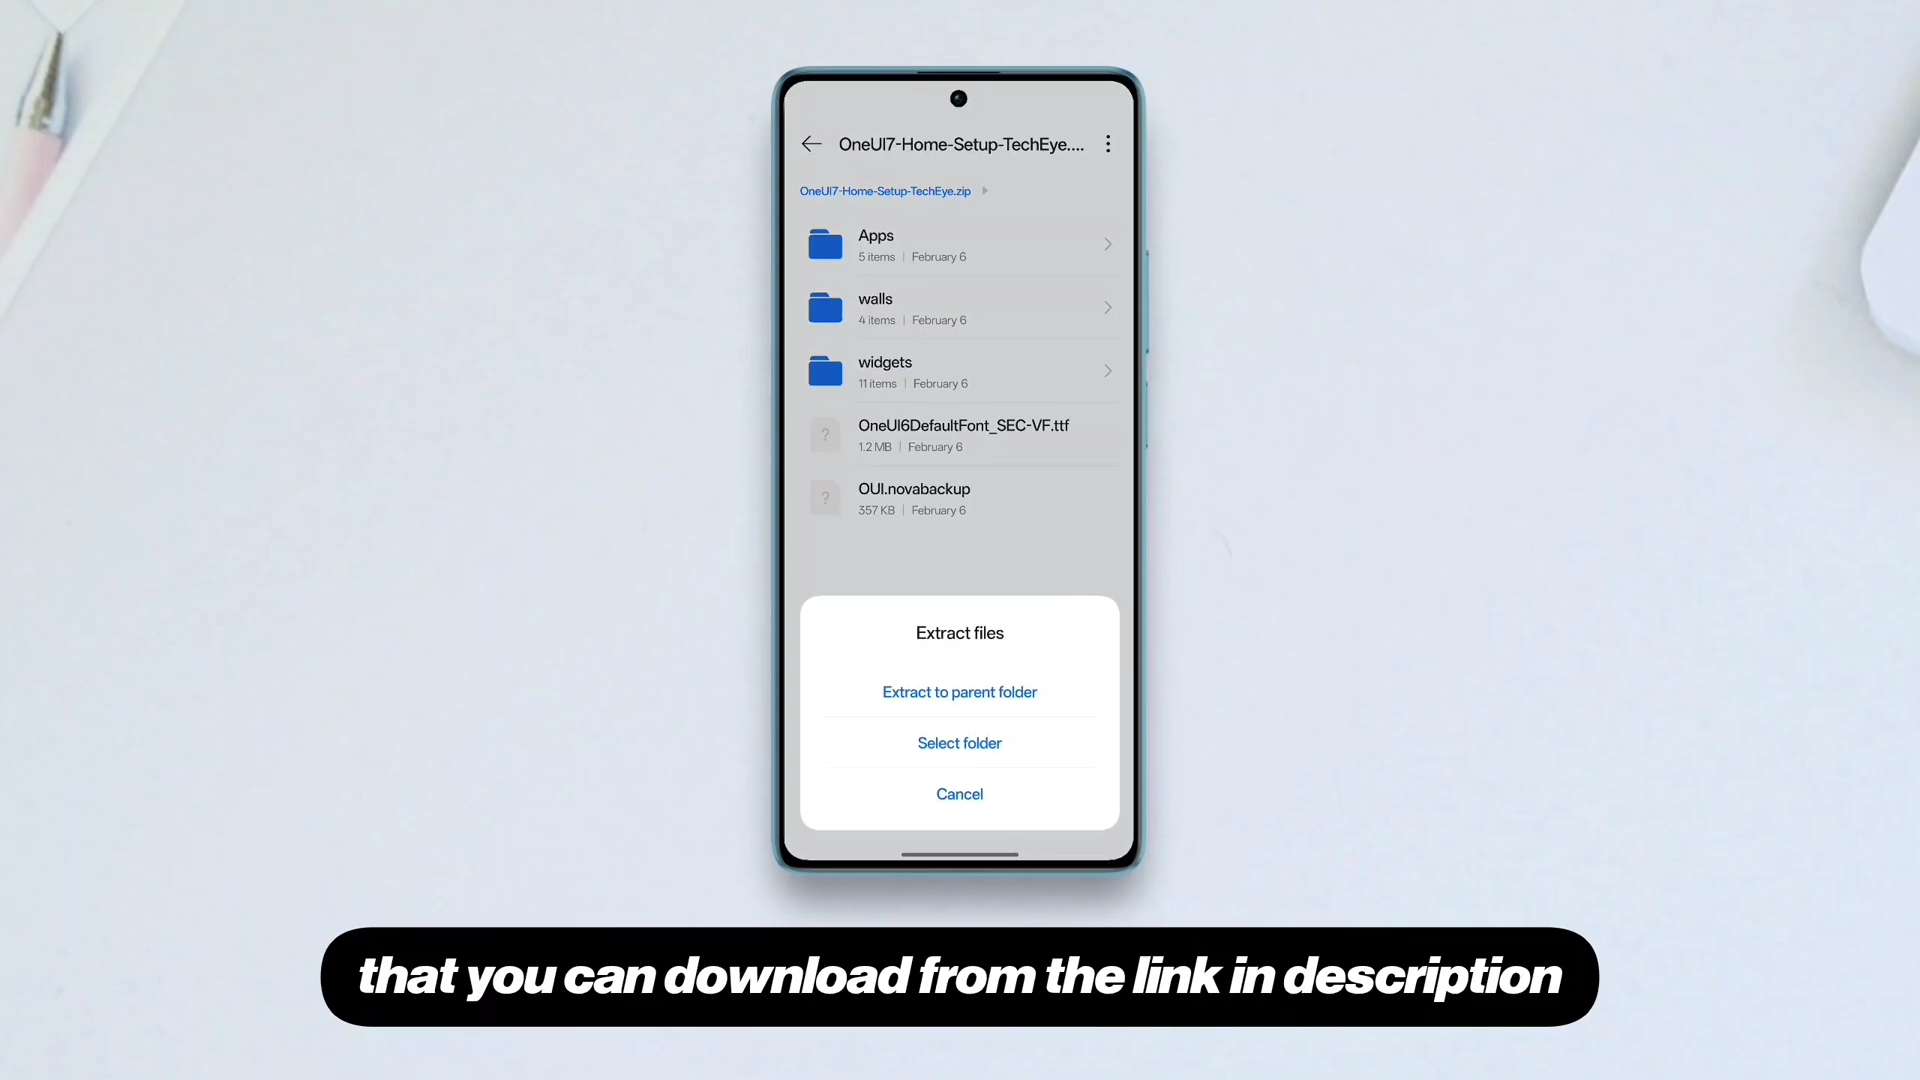 OneUI7-Home-Setup-TechEye....
OneUI7-Home-Setup-TechEye.zip
Apps
5 items | February 6
walls
4 items | February 6
widgets
11 items | February 6
?
OneUI6DefaultFont_SEC-VF.ttf
1.2 MB | February 6
?
OUI.novabackup
357 KB | February 6
Extract files
Extract to parent folder
Select folder
Cancel
that you can download from the link in description